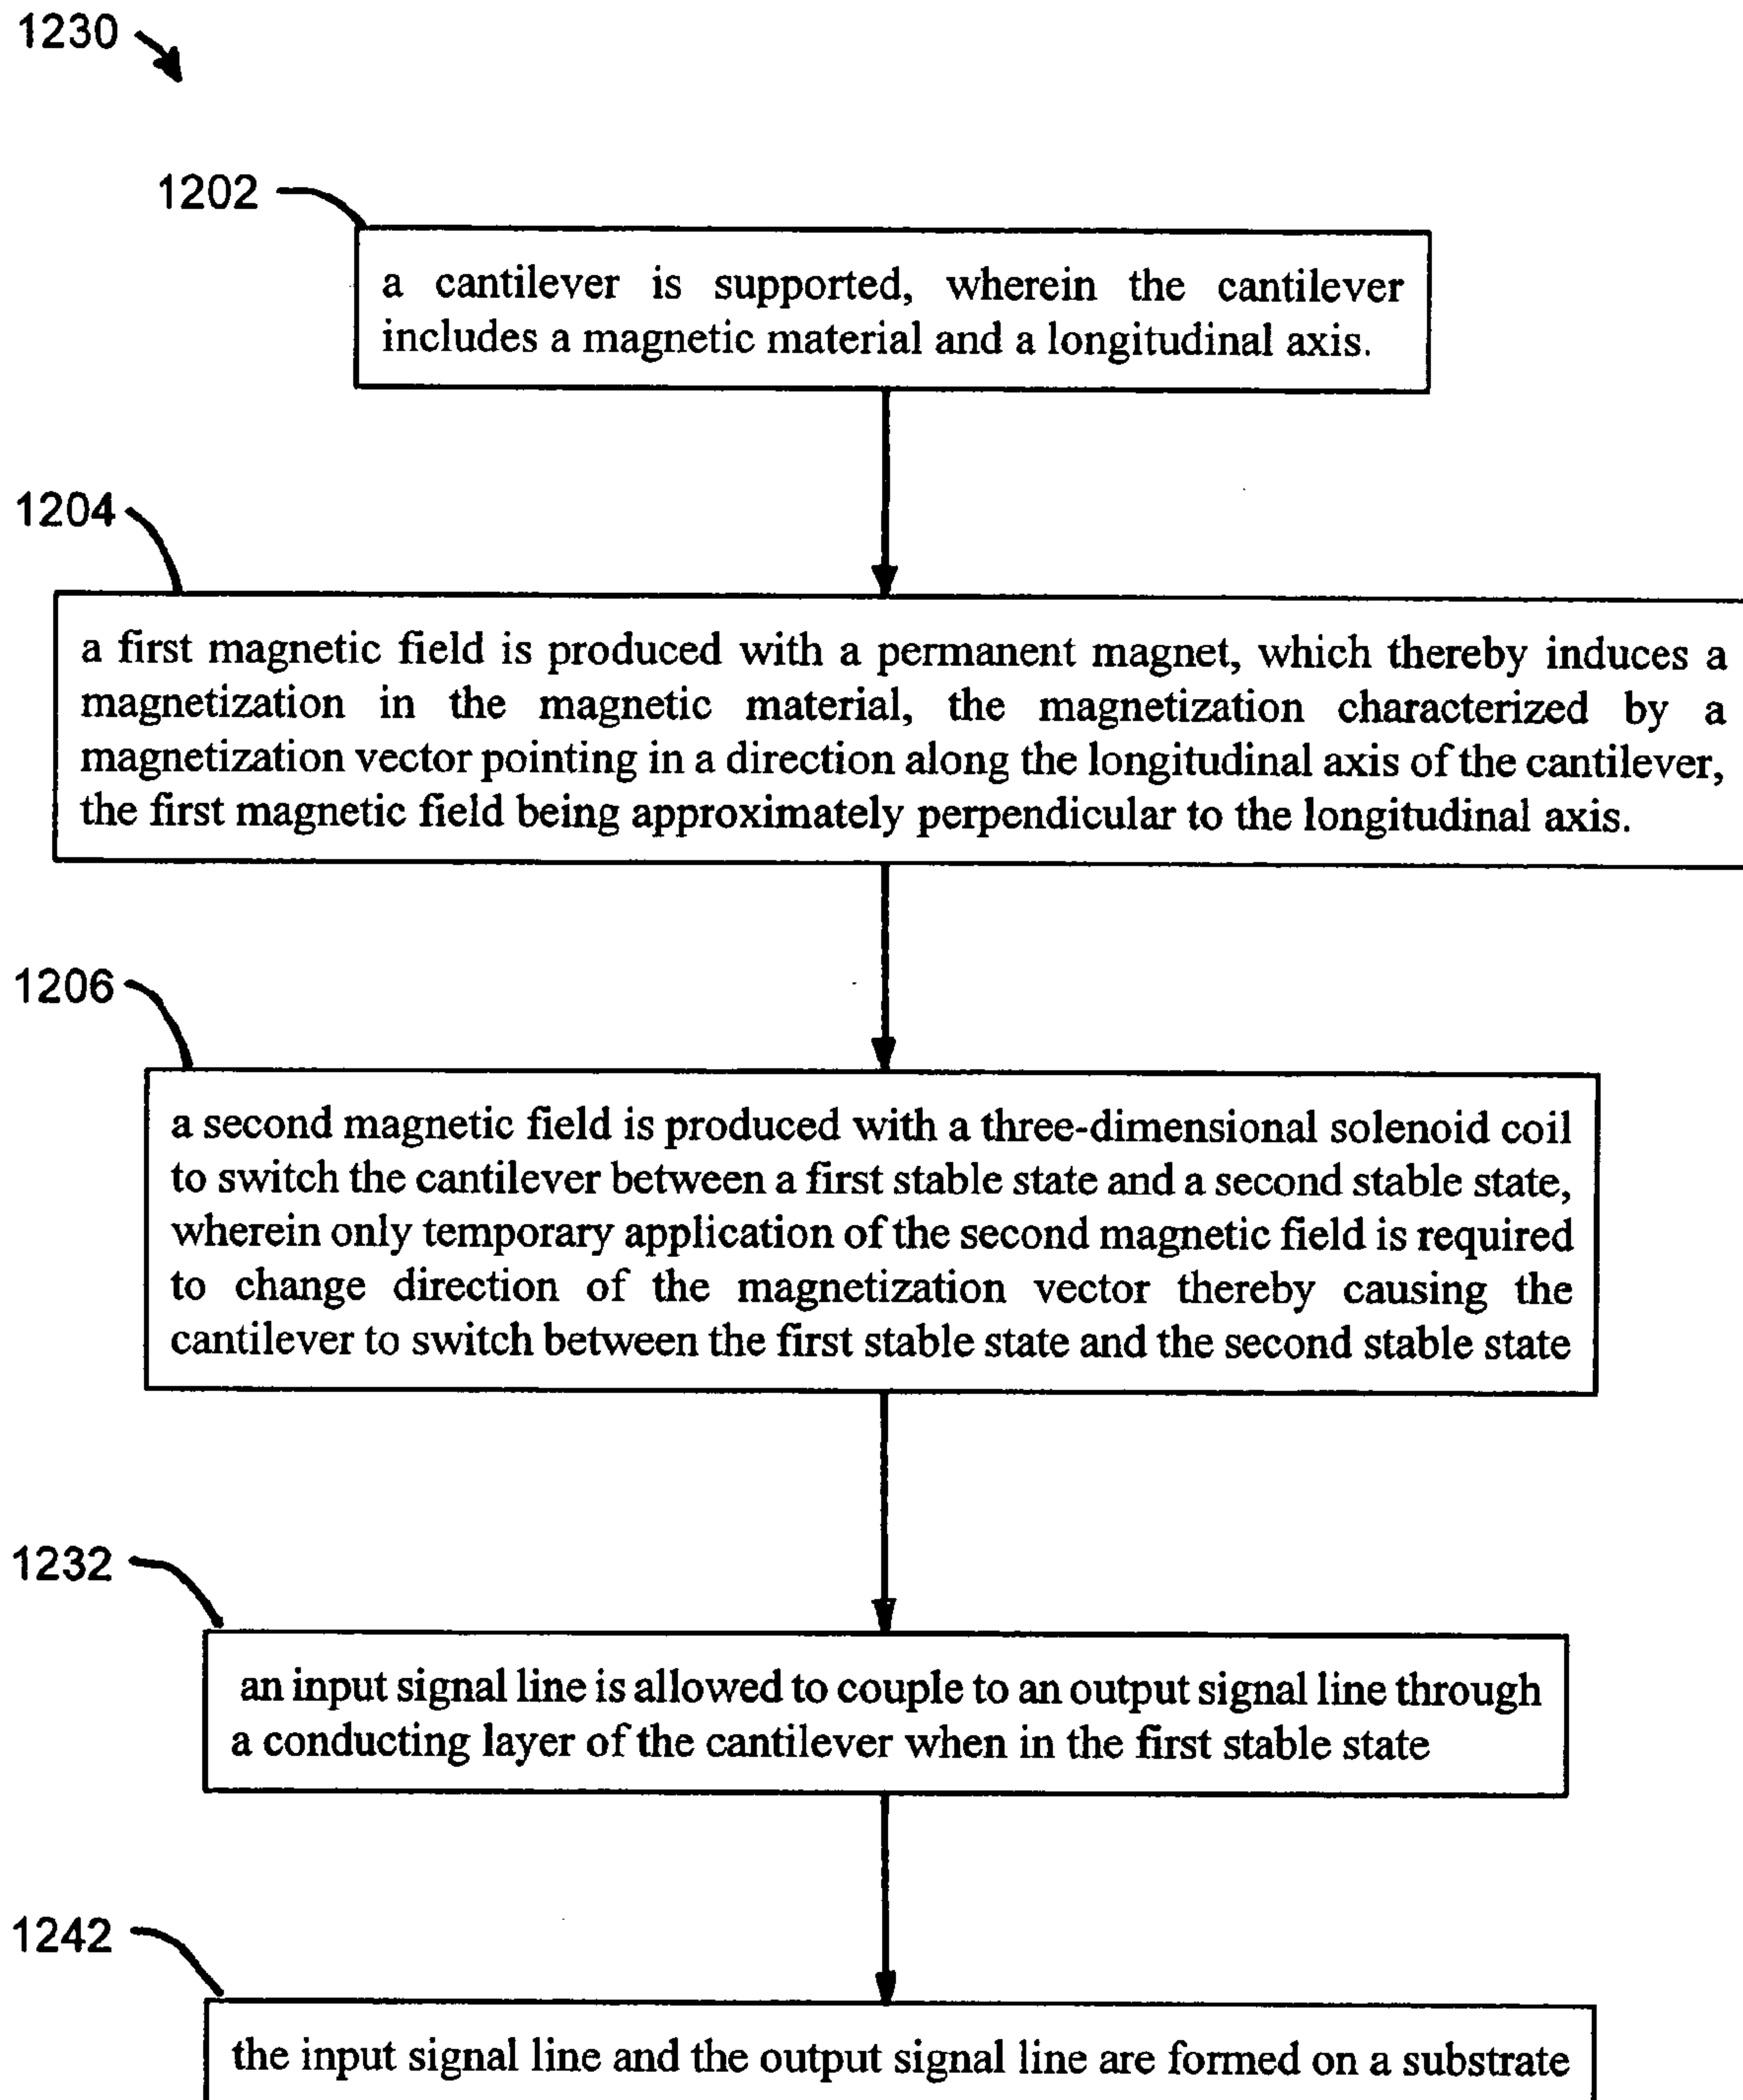 1230
1202
a cantilever is supported, wherein the cantilever
includes a magnetic material and a longitudinal axis.
1204
a first magnetic field is produced with a permanent magnet, which thereby induces a
magnetization in the magnetic material, the magnetization characterized by a
magnetization vector pointing in a direction along the longitudinal axis of the cantilever,
the first magnetic field being approximately perpendicular to the longitudinal axis.
1206
a second magnetic field is produced with a three-dimensional solenoid coil
to switch the cantilever between a first stable state and a second stable state,
wherein only temporary application of the second magnetic field is required
to change direction of the magnetization vector thereby causing the
cantilever to switch between the first stable state and the second stable state
1232
an input signal line is allowed to couple to an output signal line through
a conducting layer of the cantilever when in the first stable state
1242
the input signal line and the output signal line are formed on a substrate